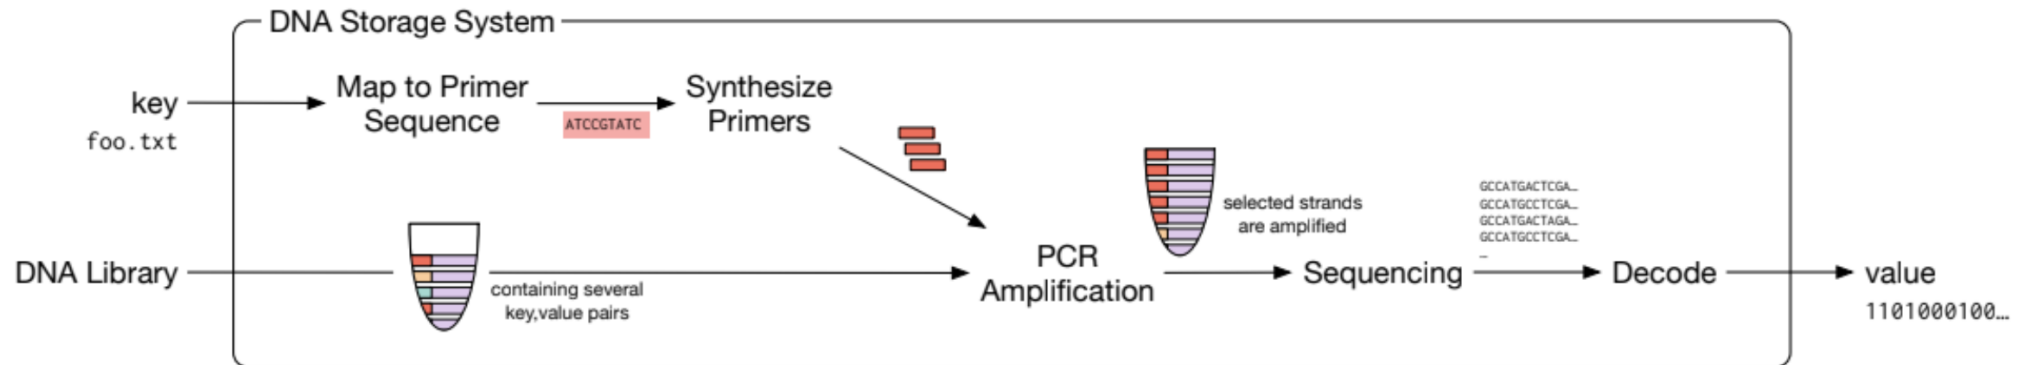 DNA Storage System
key
foo.txt
Map to Primer
Sequence
ATCCGTATC
Synthesize
Primers
DNA Library
containing several
key,value pairs
PCR
Amplification
selected strands
are amplified
Sequencing
GCCATGACTCGA…
GCCATGCCTCGA…
GCCATGACTAGA…
GCCATGCCTCGA…
…
Decode
value
1101000100…